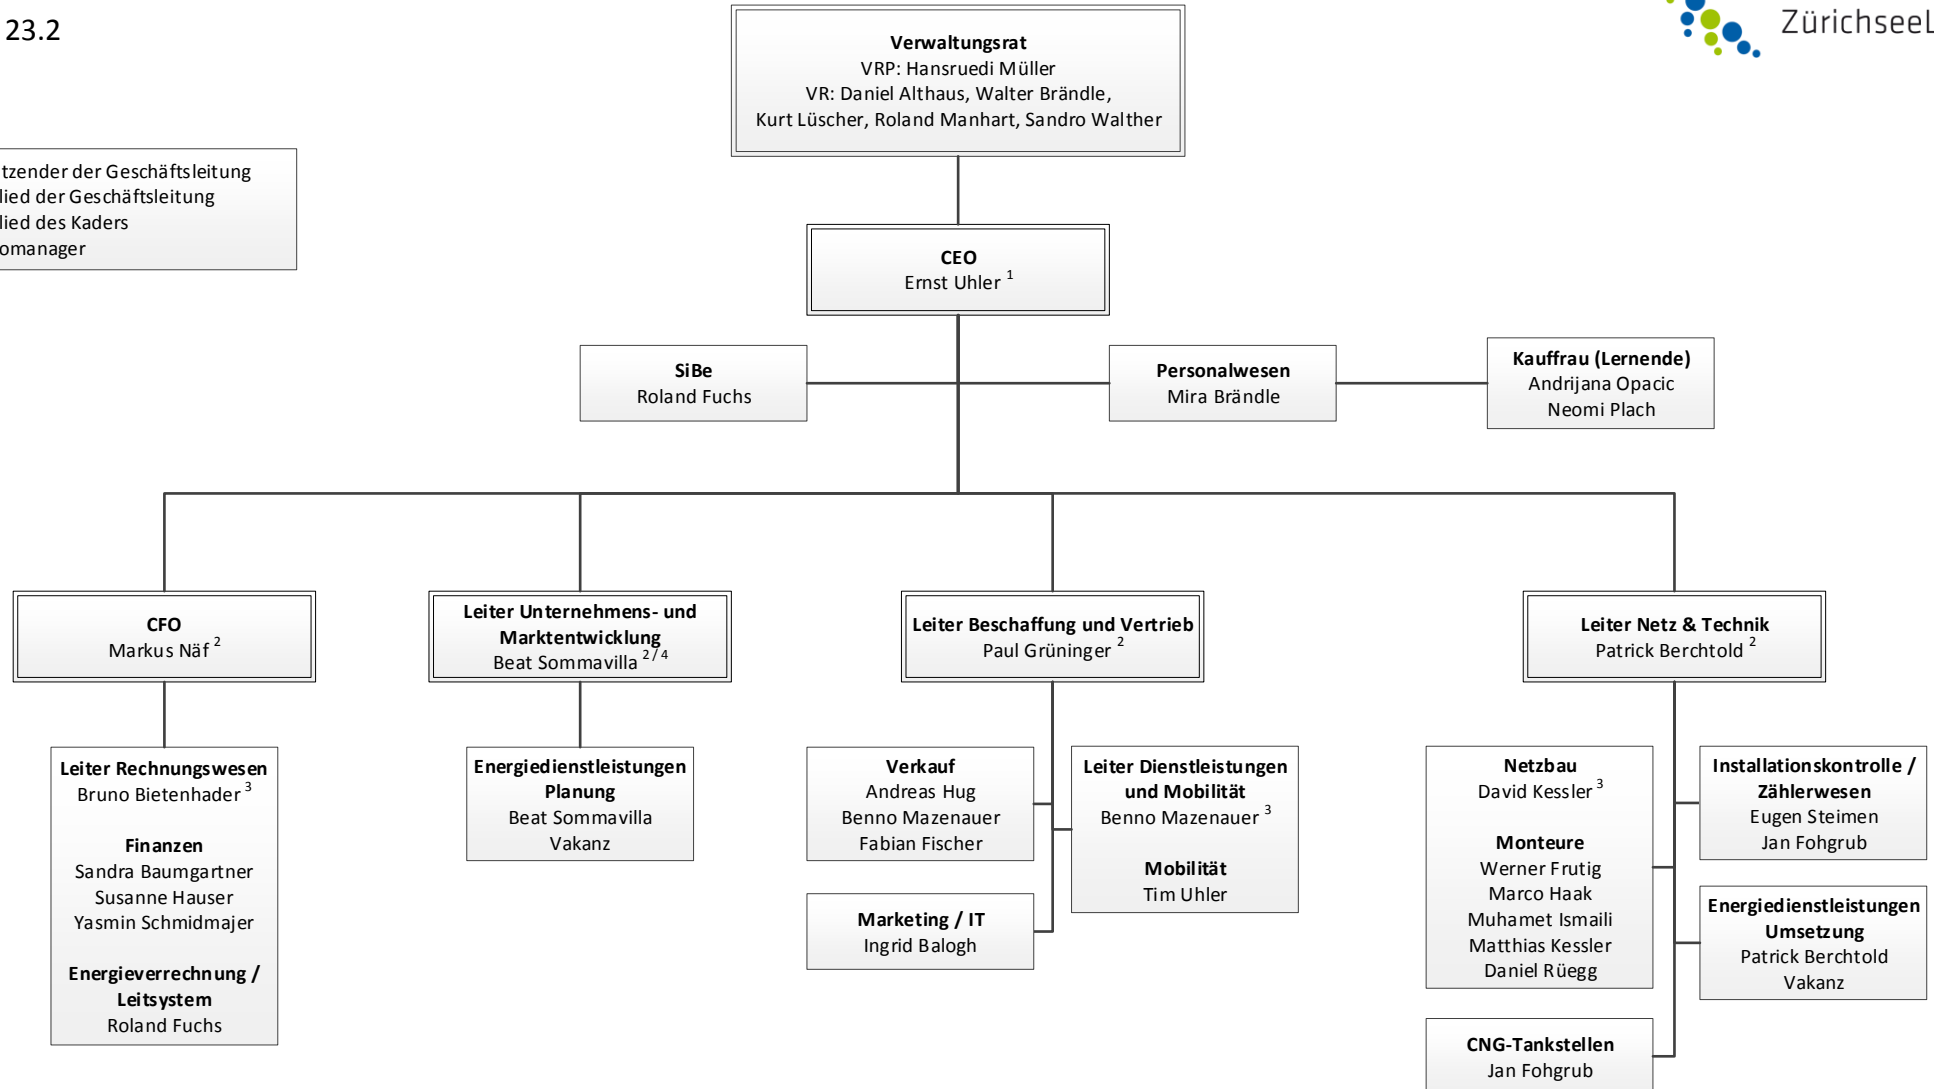 23.2
ZürichseeL
Verwaltungsrat
VRP: Hansruedi Müller
VR: Daniel Althaus, Walter Brändle,
Kurt Lüscher, Roland Manhart, Sandro Walther
tzender der Geschäftsleitung
lied der Geschäftsleitung
lied des Kaders
omanager
CEO
Ernst Uhler 1
SiBe
Roland Fuchs
Personalwesen
Mira Brändle
Kauffrau (Lernende)
Andrijana Opacic
Neomi Plach
CFO
Markus Näf 2
Leiter Unternehmens- und
Marktentwicklung
Beat Sommavilla 2/4
Leiter Beschaffung und Vertrieb
Paul Grüninger 2
Leiter Netz & Technik
Patrick Berchtold 2
Leiter Rechnungswesen
Bruno Bietenhader 3
Finanzen
Sandra Baumgartner
Susanne Hauser
Yasmin Schmidmajer
Energieverrechnung /
Leitsystem
Roland Fuchs
Energiedienstleistungen
Planung
Beat Sommavilla
Vakanz
Verkauf
Andreas Hug
Benno Mazenauer
Fabian Fischer
Marketing / IT
Ingrid Balogh
Leiter Dienstleistungen
und Mobilität
Benno Mazenauer 3
Mobilität
Tim Uhler
Netzbau
David Kessler 3
Monteure
Werner Frutig
Marco Haak
Muhamet Ismaili
Matthias Kessler
Daniel Rüegg
CNG-Tankstellen
Jan Fohgrub
Installationskontrolle /
Zählerwesen
Eugen Steimen
Jan Fohgrub
Energiedienstleistungen
Umsetzung
Patrick Berchtold
Vakanz